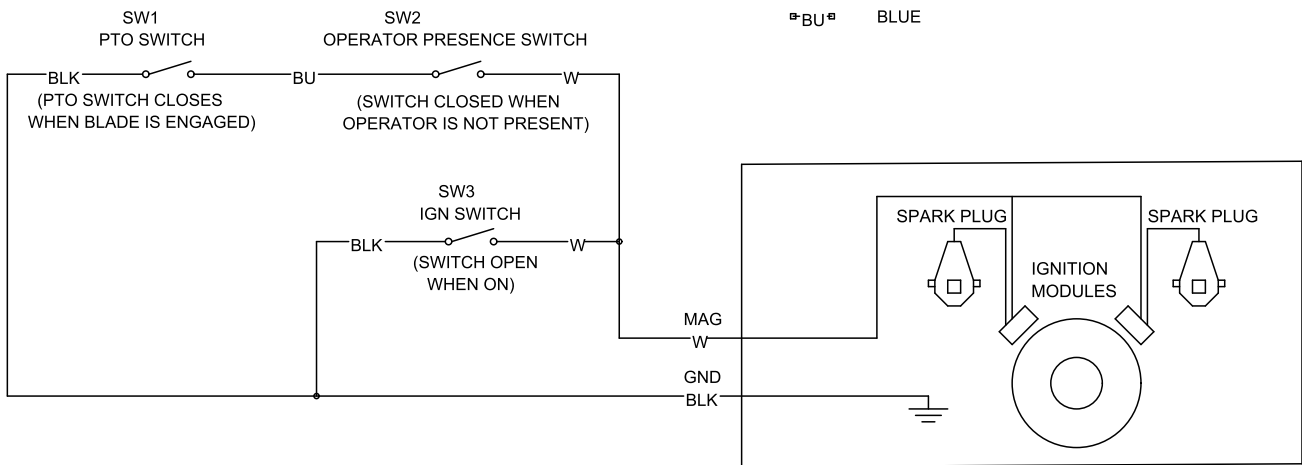 SW1
PTO SWITCH
SW2
OPERATOR PRESENCE SWITCH
BU BLUE
BLK
BU
W
(PTO SWITCH CLOSES
WHEN BLADE IS ENGAGED)
(SWITCH CLOSED WHEN
OPERATOR IS NOT PRESENT)
SW3
IGN SWITCH
BLK
W
(SWITCH OPEN
WHEN ON)
SPARK PLUG
SPARK PLUG
IGNITION
MODULES
MAG
W
GND
BLK